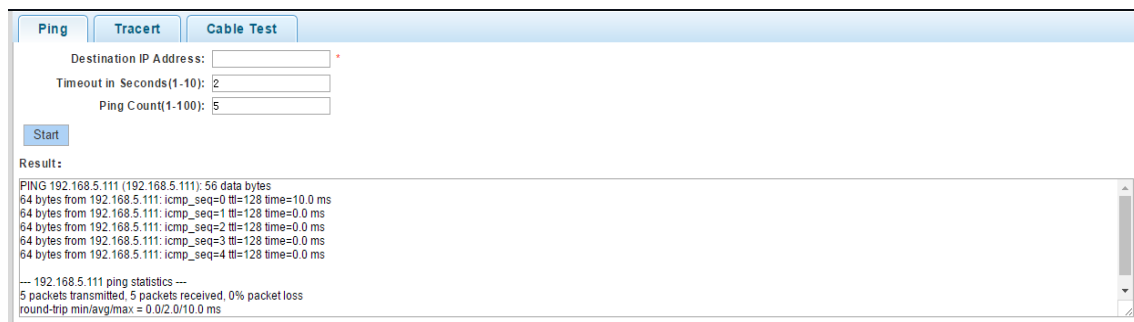 Ping Tracert Cable Test
Destination IP Address: *
Timeout in Seconds(1-10): 2
Ping Count(1-100): 5
Start
Result:
PING 192.168.5.111 (192.168.5.111): 56 data bytes
64 bytes from 192.168.5.111: icmp_seq=0 ttl=128 time=10.0 ms
64 bytes from 192.168.5.111: icmp_seq=1 ttl=128 time=0.0 ms
64 bytes from 192.168.5.111: icmp_seq=2 ttl=128 time=0.0 ms
64 bytes from 192.168.5.111: icmp_seq=3 ttl=128 time=0.0 ms
64 bytes from 192.168.5.111: icmp_seq=4 ttl=128 time=0.0 ms
--- 192.168.5.111 ping statistics ---
5 packets transmitted, 5 packets received, 0% packet loss
round-trip min/avg/max = 0.0/2.0/10.0 ms